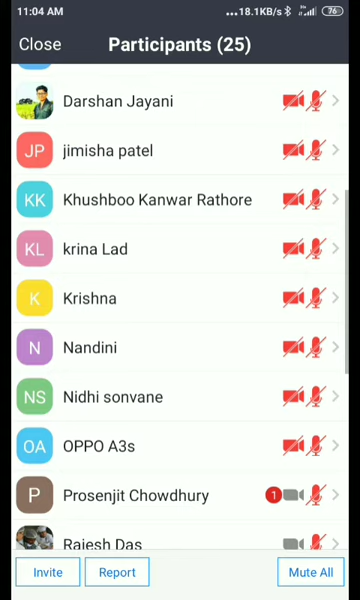 11:04 AM ...18.1KB/s 76
Close Participants (25)
Darshan Jayani
JP jimisha patel
KK Khushboo Kanwar Rathore
KL krina Lad
K Krishna
N Nandini
NS Nidhi sonvane
OA OPPO A3s
P Prosenjit Chowdhury 1
Rajesh Das
Invite Report Mute All